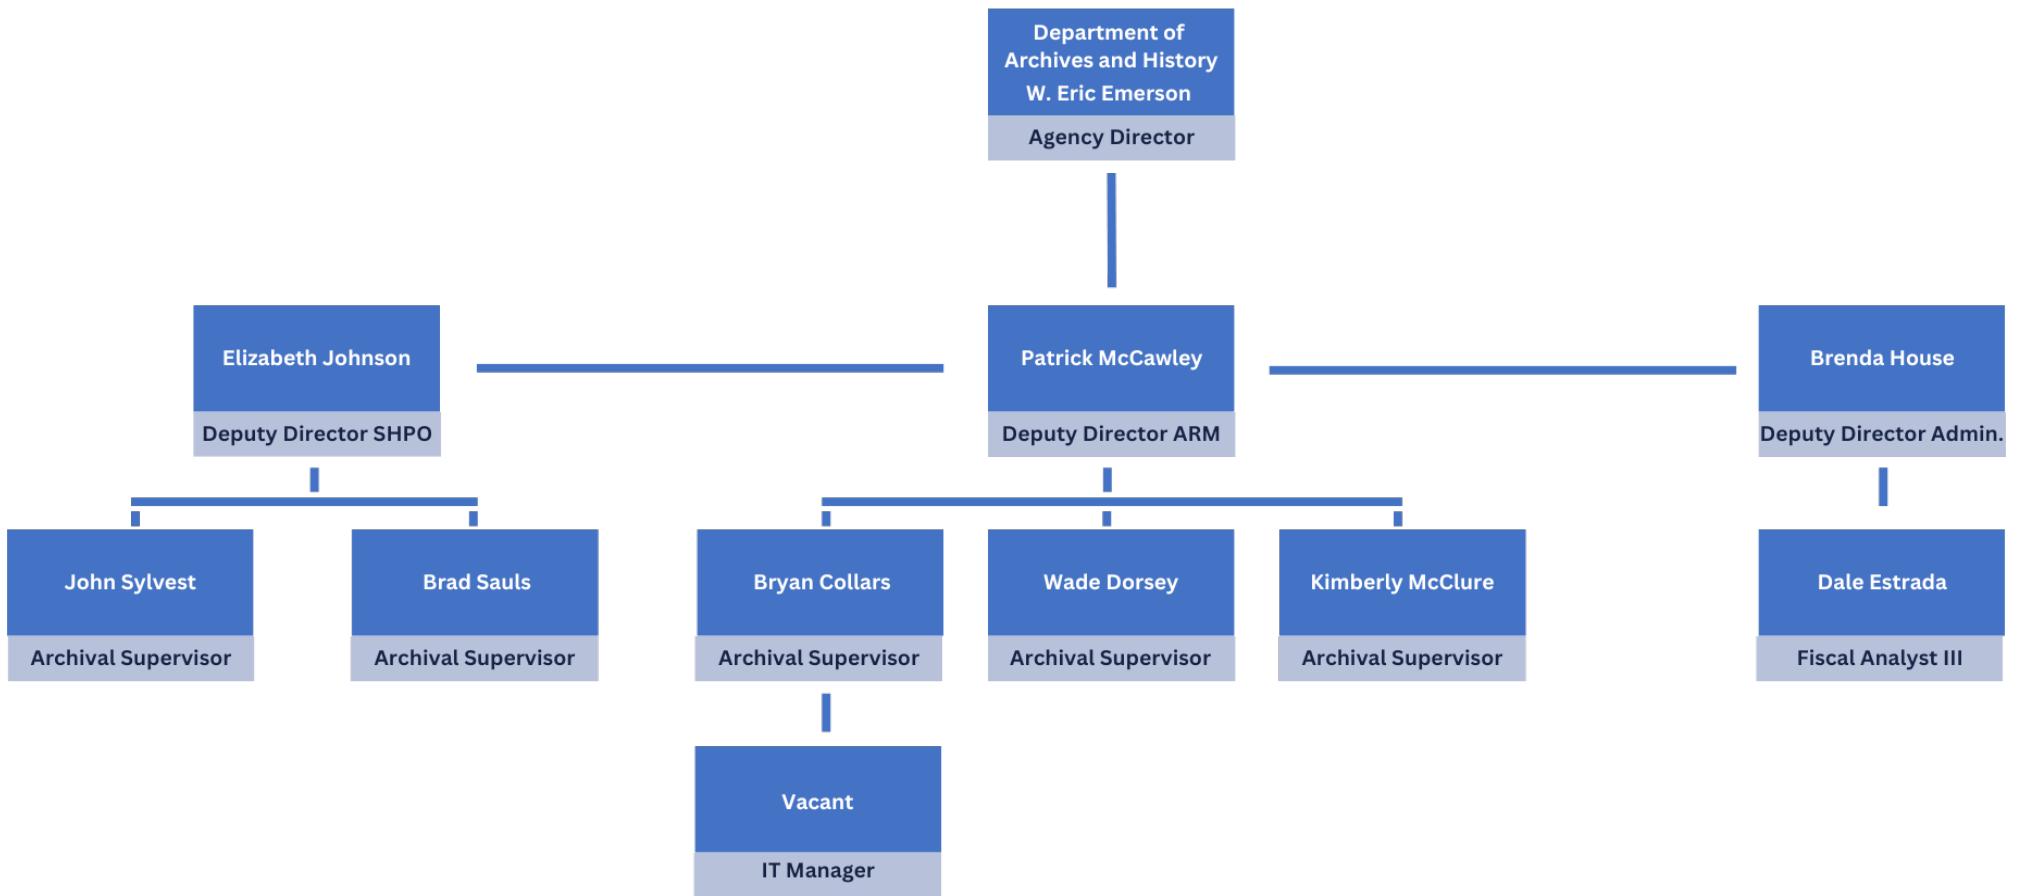 Department of
Archives and History
W. Eric Emerson
Agency Director
Elizabeth Johnson
Deputy Director SHPO
Patrick McCawley
Deputy Director ARM
Brenda House
Deputy Director Admin.
John Sylvest
Archival Supervisor
Brad Sauls
Archival Supervisor
Bryan Collars
Archival Supervisor
Wade Dorsey
Archival Supervisor
Kimberly McClure
Archival Supervisor
Dale Estrada
Fiscal Analyst III
Vacant
IT Manager